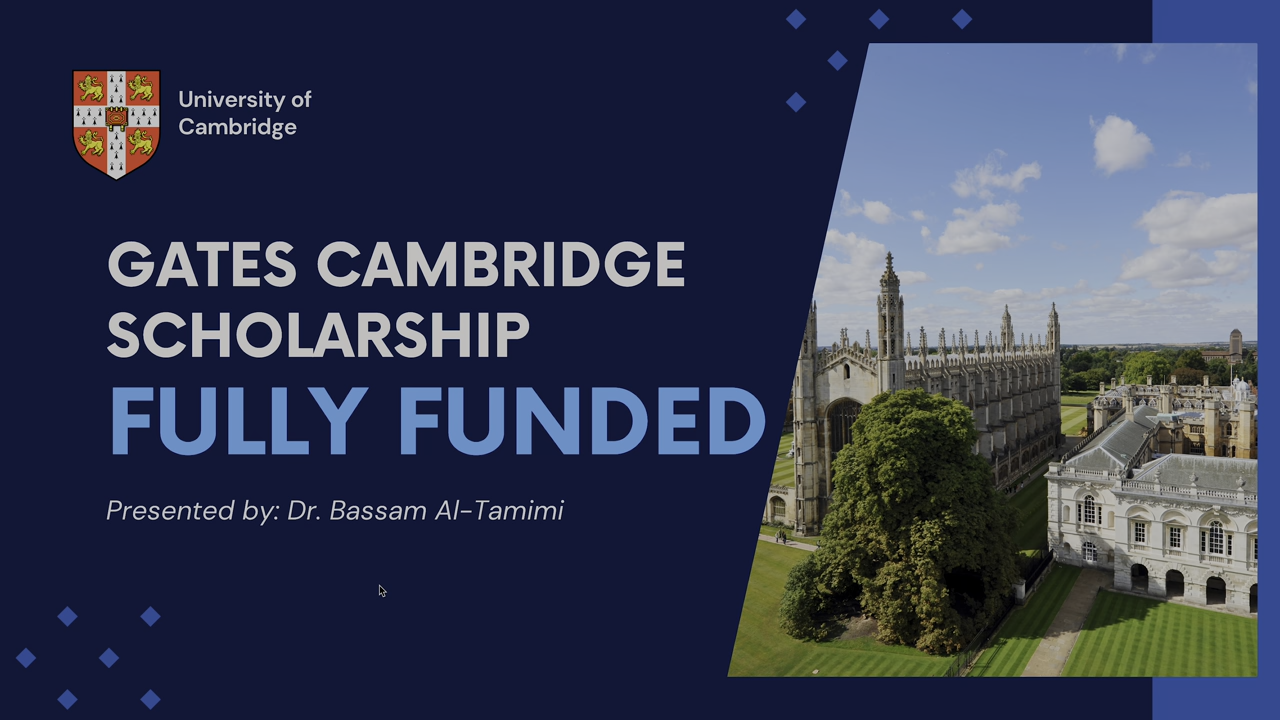 University of
Cambridge
GATES CAMBRIDGE
SCHOLARSHIP
FULLY FUNDED
Presented by: Dr. Bassam Al-Tamimi